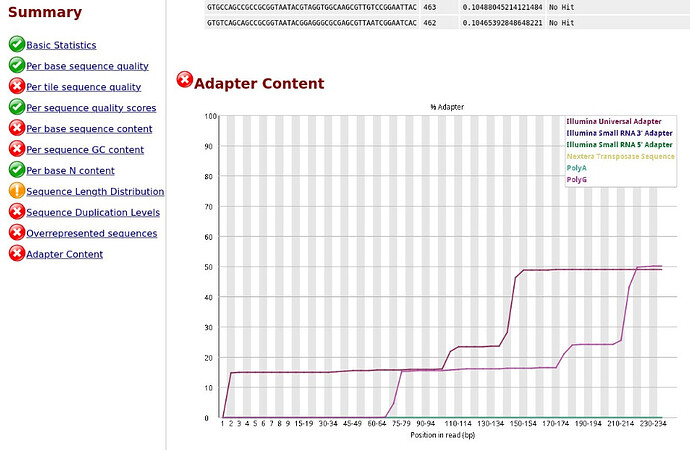 Summary
Basic Statistics
Per base sequence quality
Per tile sequence quality
Per sequence quality scores
Per base sequence content
Per sequence GC content
Per base N content
Sequence Length Distribution
Sequence Duplication Levels
Overrepresented sequences
Adapter Content
GTGCCAGCCGCCGCGGTAATACGTAGGTGGCAAGCGTTGTCCGGAATTAC 463 0.10488045214121484 No Hit
GTGTCAGCAGCCGCGGTAATACGGAGGGCGCGAGCGTTAATCGGAATCAC 462 0.10465392848648221 No Hit
Adapter Content
% Adapter
100
90
80
70
60
50
40
30
20
10
0
Illumina Universal Adapter
Illumina Small RNA 3' Adapter
Illumina Small RNA 5' Adapter
Nextera Transposase Sequence
PolyA
PolyG
1 2 3 4 5 6 7 8 9 15-19 30-34 45-49 60-64 75-79 90-94 110-114 130-134 150-154 170-174 190-194 210-214 230-234
Position in read (bp)